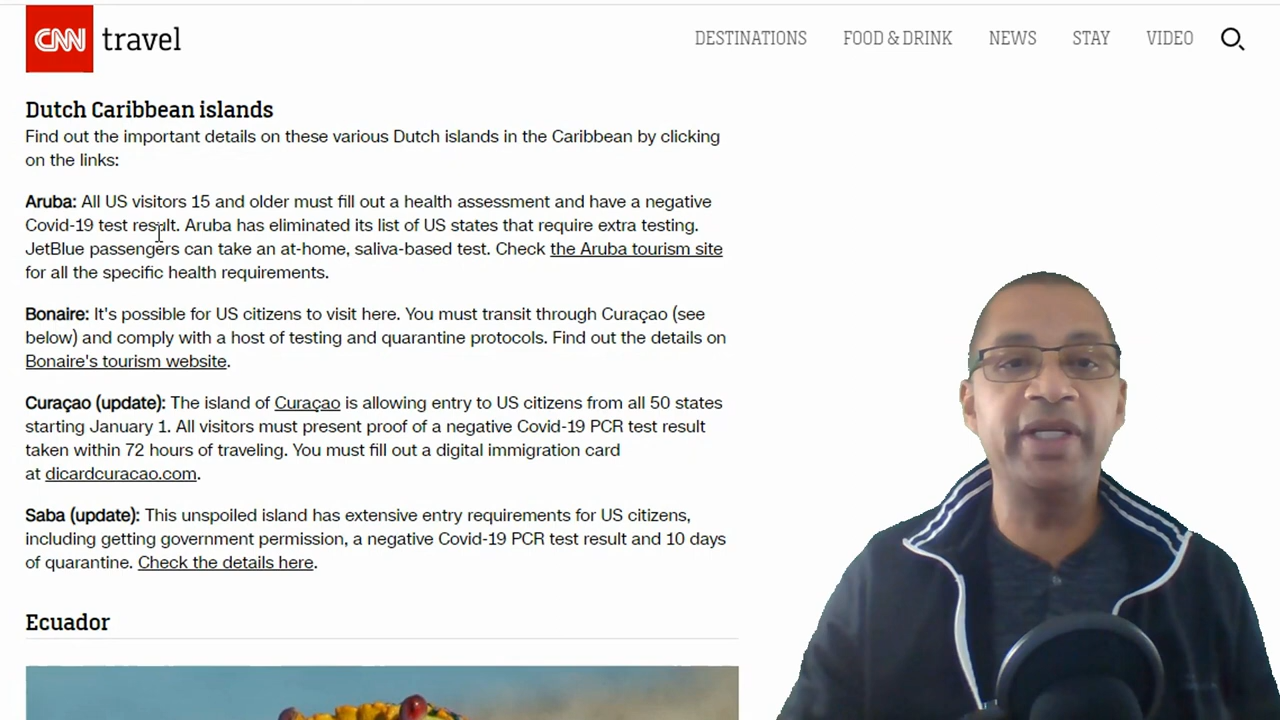 CNN travel
DESTINATIONS FOOD & DRINK NEWS STAY VIDEO
Dutch Caribbean islands
Find out the important details on these various Dutch islands in the Caribbean by clicking
on the links:
Aruba: All US visitors 15 and older must fill out a health assessment and have a negative
Covid-19 test result. Aruba has eliminated its list of US states that require extra testing.
JetBlue passengers can take an at-home, saliva-based test. Check the Aruba tourism site
for all the specific health requirements.
Bonaire: It's possible for US citizens to visit here. You must transit through Curaçao (see
below) and comply with a host of testing and quarantine protocols. Find out the details on
Bonaire's tourism website.
Curaçao (update): The island of Curaçao is allowing entry to US citizens from all 50 states
starting January 1. All visitors must present proof of a negative Covid-19 PCR test result
taken within 72 hours of traveling. You must fill out a digital immigration card
at dicardcuracao.com.
Saba (update): This unspoiled island has extensive entry requirements for US citizens,
including getting government permission, a negative Covid-19 PCR test result and 10 days
of quarantine. Check the details here.
Ecuador